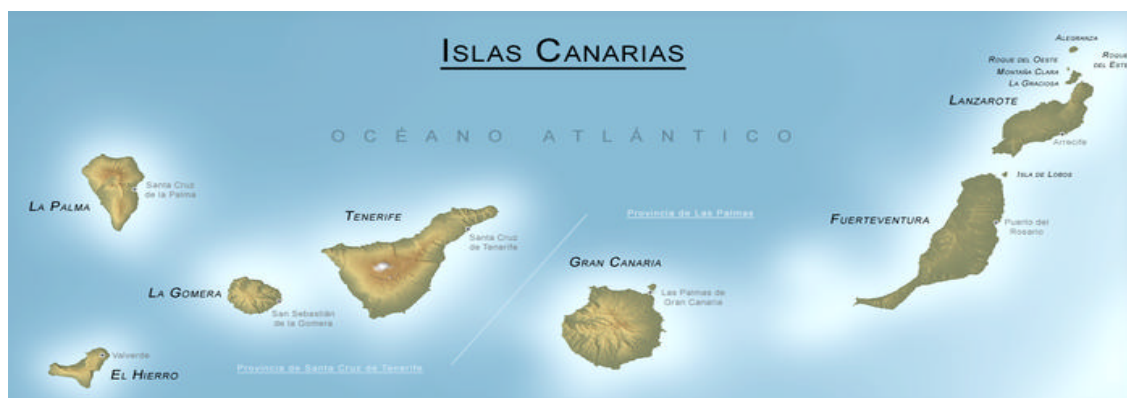 ISLAS CANARIAS
OCÉANO ATLÁNTICO
ALEGRANZA
ROQUE DEL OESTE
ROQUE
DEL ESTE
MONTAÑA CLARA
LA GRACIOSA
LANZAROTE
Arrecife
ISLA DE LOBOS
FUERTEVENTURA
Puerto del
Rosario
Santa Cruz
de la Palma
LA PALMA
TENERIFE
Santa Cruz
de Tenerife
Provincia de Las Palmas
GRAN CANARIA
Las Palmas de
Gran Canaria
LA GOMERA
San Sebastián
de la Gomera
Valverde
EL HIERRO
Provincia de Santa Cruz de Tenerife